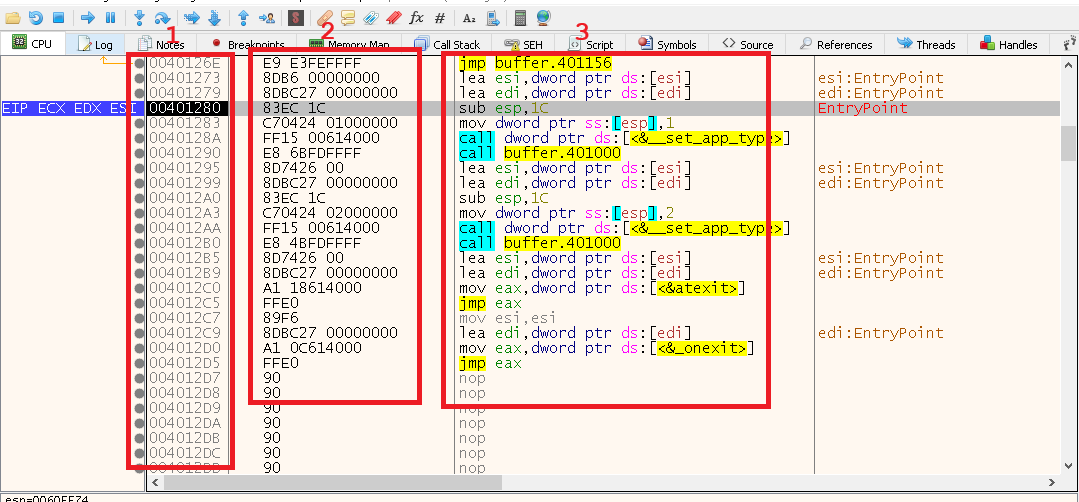 $ fx # A₂
1 2 3
CPU Log Notes Breakpoints Memory Map Call Stack SEH Script Symbols Source References Threads Handles
0040126E E9 E3FEFFFF jmp buffer.401156
00401273 8DB6 00000000 lea esi,dword ptr ds:[esi] esi:EntryPoint
00401279 8DBC27 00000000 lea edi,dword ptr ds:[edi] edi:EntryPoint
EIP ECX EDX ESI 00401280 83EC 1C sub esp,1C EntryPoint
00401283 C70424 01000000 mov dword ptr ss:[esp],1
0040128A FF15 00614000 call dword ptr ds:[<&__set_app_type>]
00401290 E8 6BFDFFFF call buffer.401000
00401295 8D7426 00 lea esi,dword ptr ds:[esi] esi:EntryPoint
00401299 8DBC27 00000000 lea edi,dword ptr ds:[edi] edi:EntryPoint
004012A0 83EC 1C sub esp,1C
004012A3 C70424 02000000 mov dword ptr ss:[esp],2
004012AA FF15 00614000 call dword ptr ds:[<&__set_app_type>]
004012B0 E8 4BFDFFFF call buffer.401000
004012B5 8D7426 00 lea esi,dword ptr ds:[esi] esi:EntryPoint
004012B9 8DBC27 00000000 lea edi,dword ptr ds:[edi] edi:EntryPoint
004012C0 A1 18614000 mov eax,dword ptr ds:[<&atexit>]
004012C5 FFE0 jmp eax
004012C7 89F6 mov esi,esi
004012C9 8DBC27 00000000 lea edi,dword ptr ds:[edi] edi:EntryPoint
004012D0 A1 0C614000 mov eax,dword ptr ds:[<&_onexit>]
004012D5 FFE0 jmp eax
004012D7 90 nop
004012D8 90 nop
004012D9 90 nop
004012DA 90 nop
004012DB 90 nop
004012DC 90 nop
004012DD 90 nop
esp=0060FF74